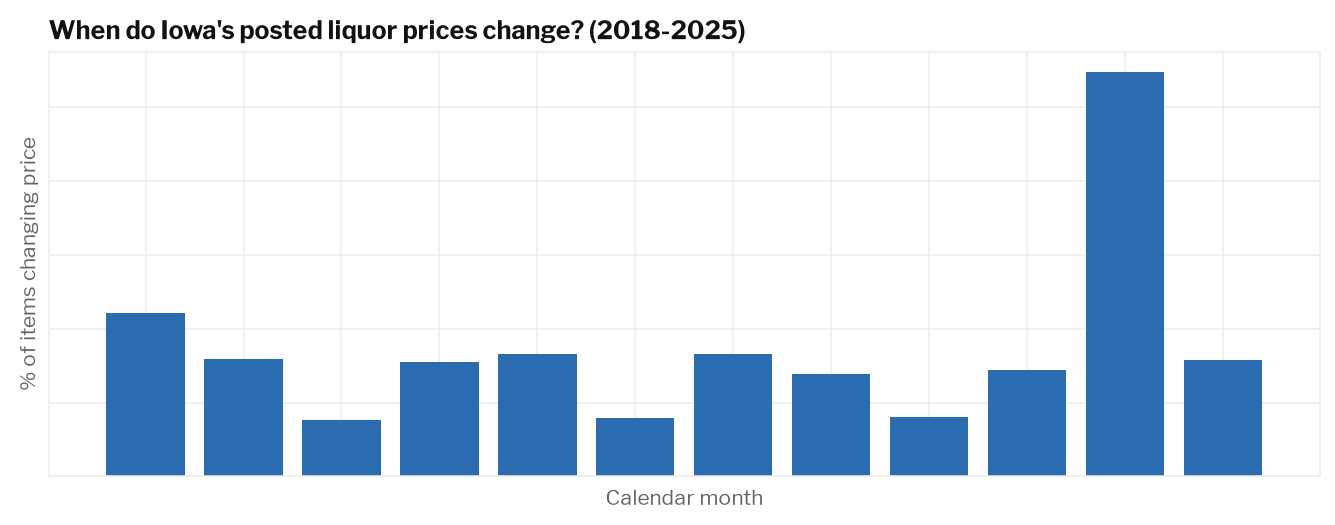 When do Iowa's posted liquor prices change? (2018-2025)
% of items changing price
Calendar month